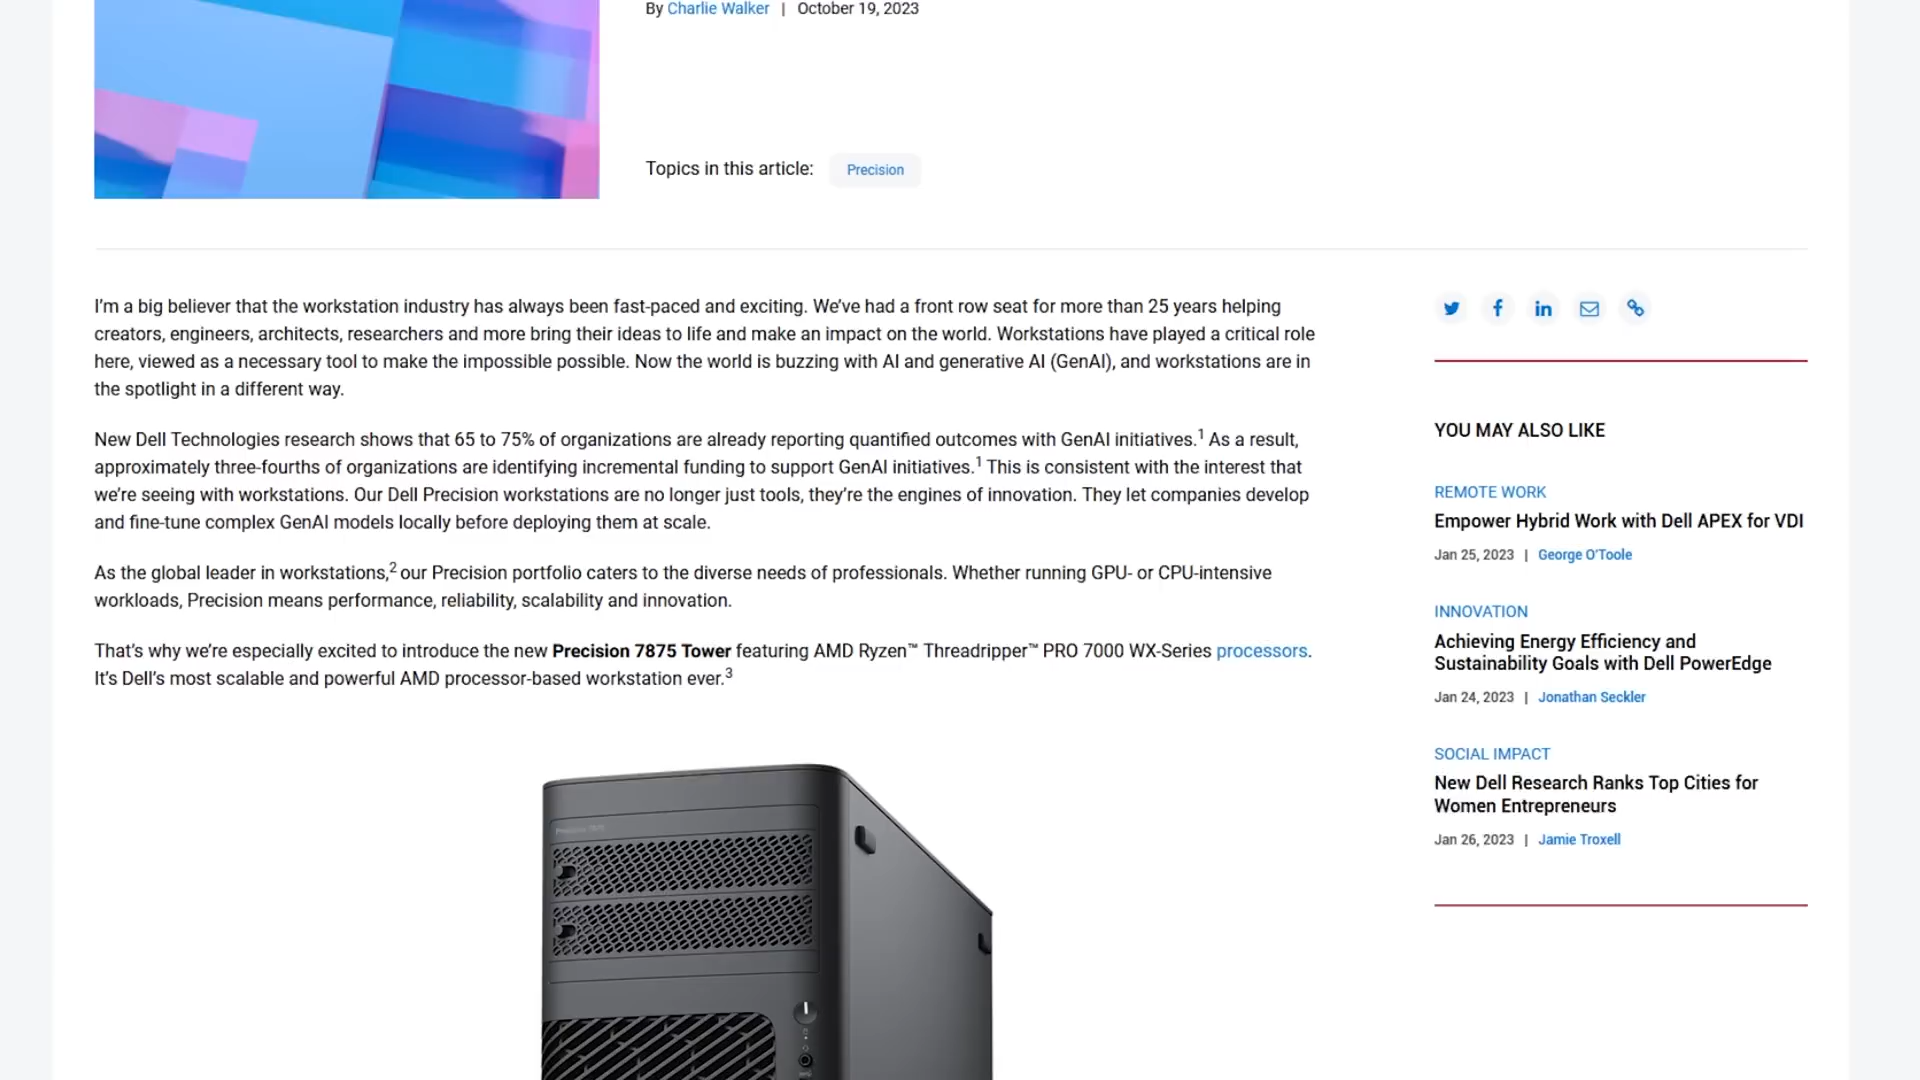 By Charlie Walker | October 19, 2023
Topics in this article: Precision
I’m a big believer that the workstation industry has always been fast-paced and exciting. We’ve had a front row seat for more than 25 years helping
creators, engineers, architects, researchers and more bring their ideas to life and make an impact on the world. Workstations have played a critical role
here, viewed as a necessary tool to make the impossible possible. Now the world is buzzing with AI and generative AI (GenAI), and workstations are in
the spotlight in a different way.
New Dell Technologies research shows that 65 to 75% of organizations are already reporting quantified outcomes with GenAI initiatives.1 As a result,
approximately three-fourths of organizations are identifying incremental funding to support GenAI initiatives.1 This is consistent with the interest that
we’re seeing with workstations. Our Dell Precision workstations are no longer just tools, they’re the engines of innovation. They let companies develop
and fine-tune complex GenAI models locally before deploying them at scale.
As the global leader in workstations,2 our Precision portfolio caters to the diverse needs of professionals. Whether running GPU- or CPU-intensive
workloads, Precision means performance, reliability, scalability and innovation.
That’s why we’re especially excited to introduce the new Precision 7875 Tower featuring AMD Ryzen™ Threadripper™ PRO 7000 WX-Series processors.
It’s Dell’s most scalable and powerful AMD processor-based workstation ever.3
YOU MAY ALSO LIKE
REMOTE WORK
Empower Hybrid Work with Dell APEX for VDI
Jan 25, 2023 | George O’Toole
INNOVATION
Achieving Energy Efficiency and
Sustainability Goals with Dell PowerEdge
Jan 24, 2023 | Jonathan Seckler
SOCIAL IMPACT
New Dell Research Ranks Top Cities for
Women Entrepreneurs
Jan 26, 2023 | Jamie Troxell